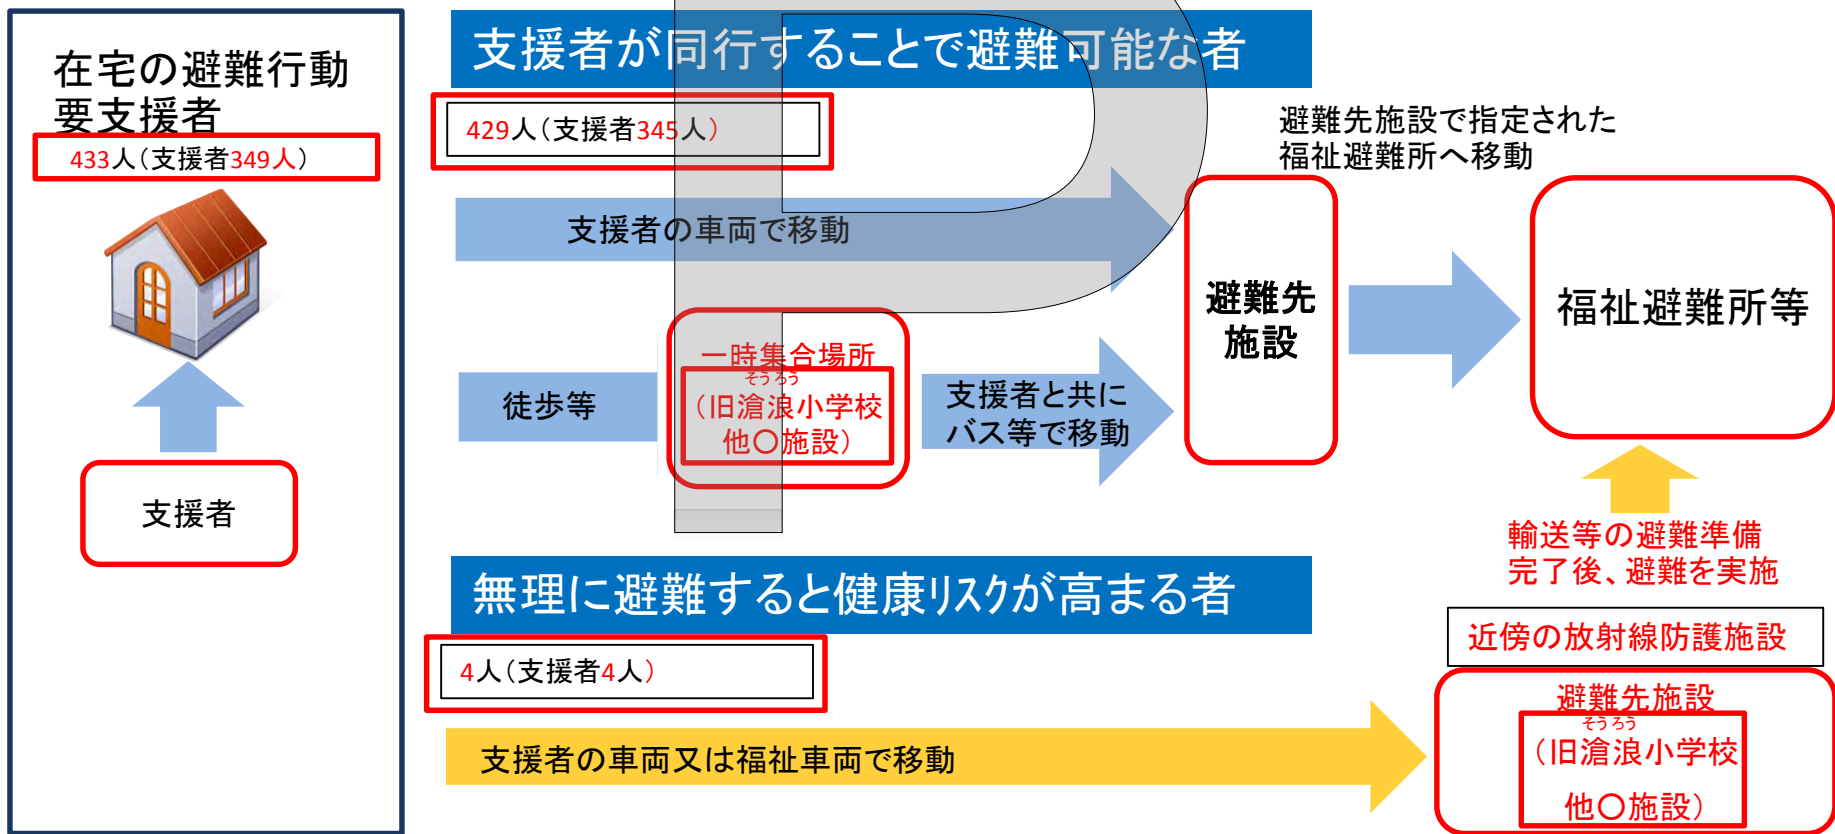 在宅の避難行動
要支援者
433人（支援者349人）
支援者
支援者が同行することで避難可能な者
429人（支援者345人）
支援者の車両で移動
徒歩等
一時集合場所
そうろう
（旧滄浪小学校
他〇施設）
支援者と共に
バス等で移動
避難先
施設
避難先施設で指定された
福祉避難所へ移動
福祉避難所等
無理に避難すると健康リスクが高まる者
4人（支援者4人）
支援者の車両又は福祉車両で移動
輸送等の避難準備
完了後、避難を実施
近傍の放射線防護施設
避難先施設
そうろう
（旧滄浪小学校
他〇施設）
P